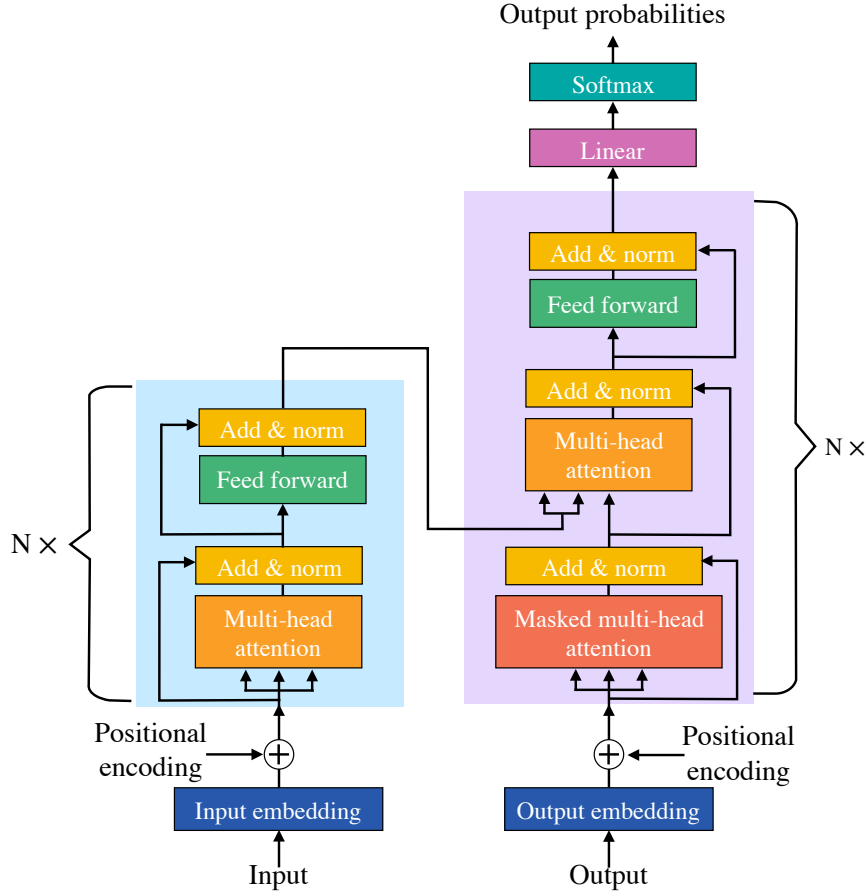 Output probabilities
Softmax
Linear
Add & norm
Feed forward
Add & norm
Multi-head
attention
N ×
Add & norm
Masked multi-head
attention
Positional
encoding
Output embedding
Output
Add & norm
Feed forward
N ×
Add & norm
Multi-head
attention
Positional
encoding
Input embedding
Input